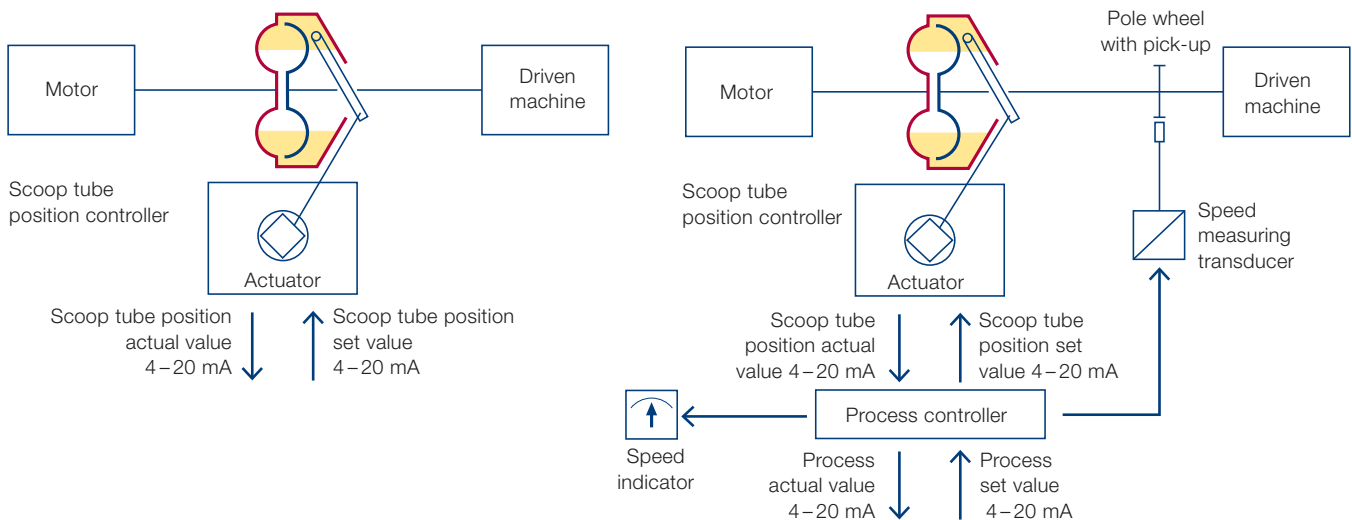 Motor
Driven
machine
Scoop tube
position controller
Actuator
Scoop tube position
actual value
4–20 mA
Scoop tube position
set value
4–20 mA
Pole wheel
with pick-up
Motor
Driven
machine
Scoop tube
position controller
Actuator
Speed
measuring
transducer
Scoop tube
position actual
value 4–20 mA
Scoop tube
position set
value 4–20 mA
Process controller
Speed
indicator
Process
actual value
4–20 mA
Process
set value
4–20 mA